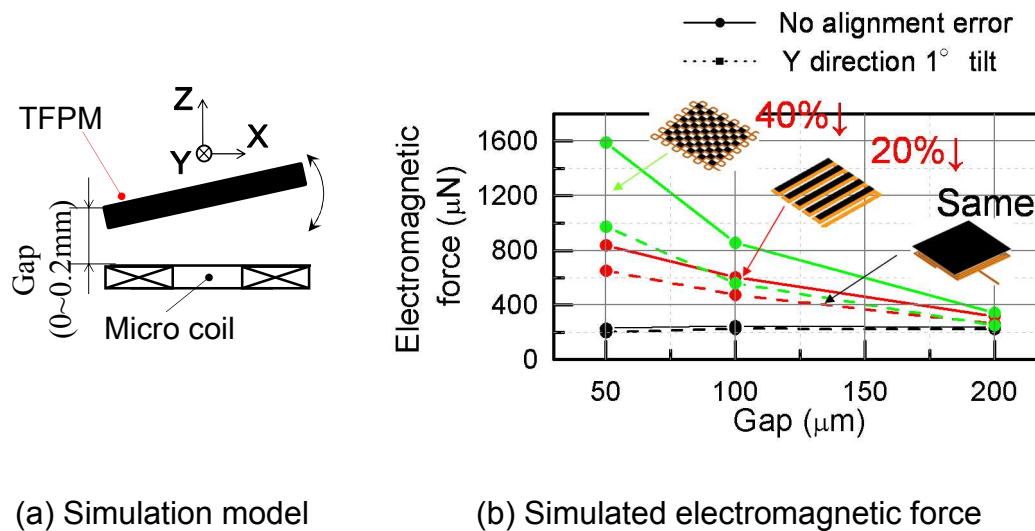 No alignment error
Y direction 1° tilt
TFPM
Z
Y
X
Gap
(0~0.2mm)
Micro coil
Electromagnetic
force (μN)
1600
1200
800
400
0
40%↓
20%↓
Same
50
100
150
200
Gap (μm)
(a) Simulation model
(b) Simulated electromagnetic force